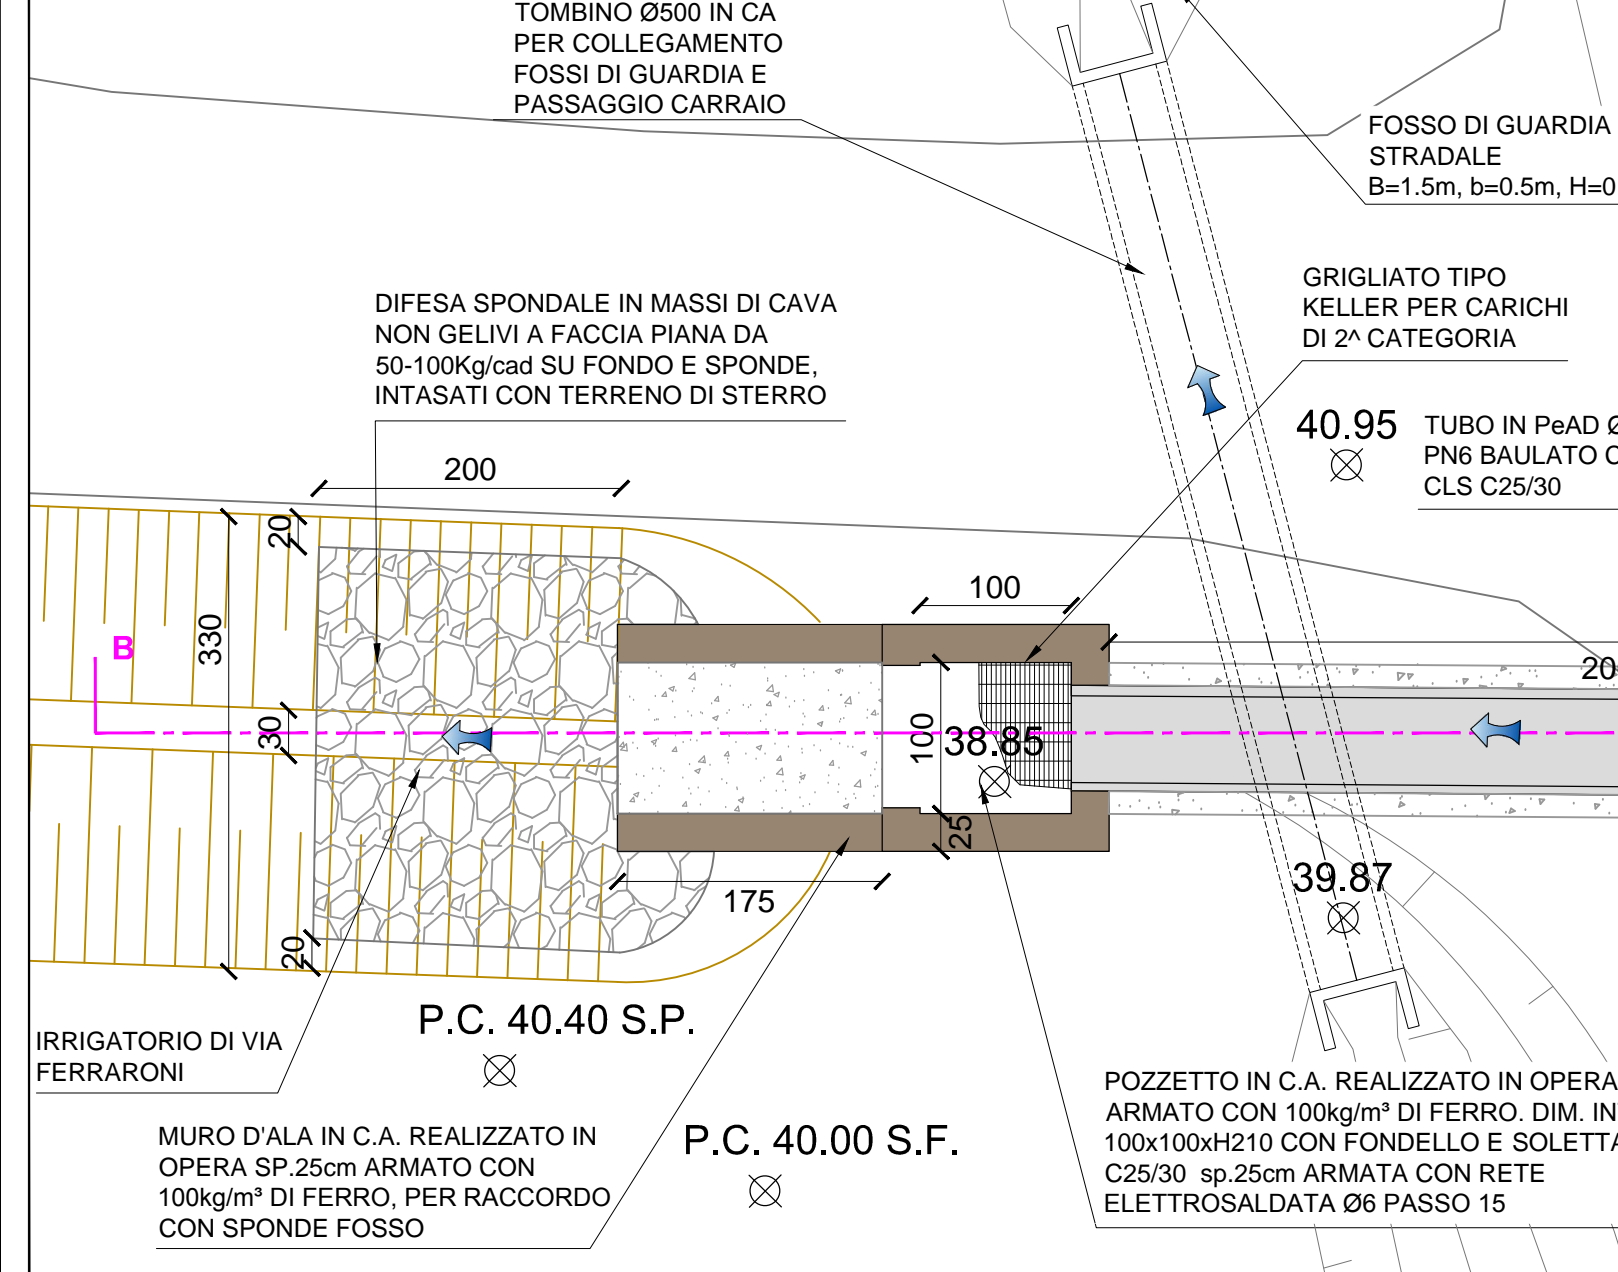 TOMBINO Ø500 IN CA
PER COLLEGAMENTO
FOSSI DI GUARDIA E
PASSAGGIO CARRAIO
FOSSO DI GUARDIA
STRADALE
B=1.5m, b=0.5m, H=0
DIFESA SPONDALE IN MASSI DI CAVA
NON GELIVI A FACCIA PIANA DA
50-100Kg/cad SU FONDO E SPONDE,
INTASATI CON TERRENO DI STERRO
GRIGLIATO TIPO
KELLER PER CARICHI
DI 2^ CATEGORIA
40.95
TUBO IN PeAD Ø
PN6 BAULATO C
CLS C25/30
200
20
330
B
30
20
100
100
38.85
25
175
20
39.87
P.C. 40.40 S.P.
IRRIGATORIO DI VIA
FERRARONI
MURO D'ALA IN C.A. REALIZZATO IN
OPERA SP.25cm ARMATO CON
100kg/m³ DI FERRO, PER RACCORDO
CON SPONDE FOSSO
P.C. 40.00 S.F.
POZZETTO IN C.A. REALIZZATO IN OPERA
ARMATO CON 100kg/m³ DI FERRO. DIM. IN
100x100xH210 CON FONDELLO E SOLETTA
C25/30 sp.25cm ARMATA CON RETE
ELETTROSALDATA Ø6 PASSO 15